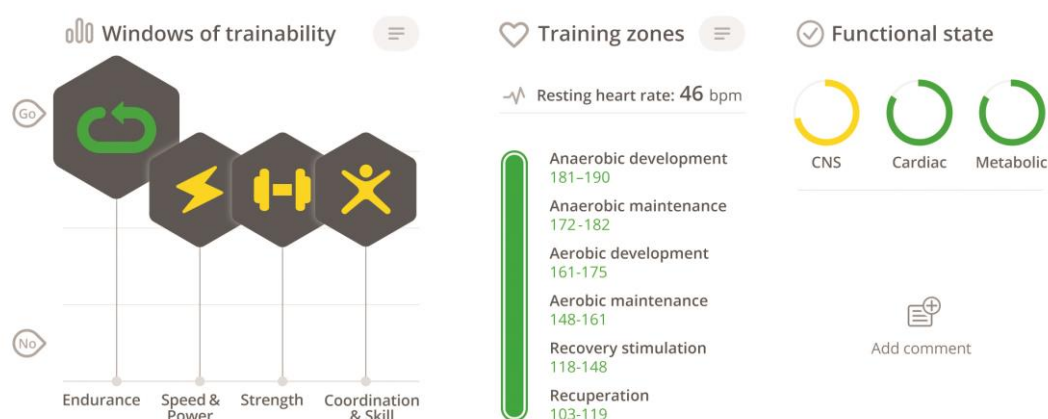 Windows of trainability
Go
No
Endurance
Speed &
Power
Strength
Coordination
& Skill
Training zones
Resting heart rate: 46 bpm
Anaerobic development
181–190
Anaerobic maintenance
172-182
Aerobic development
161-175
Aerobic maintenance
148-161
Recovery stimulation
118-148
Recuperation
103-119
Functional state
CNS
Cardiac
Metabolic
Add comment